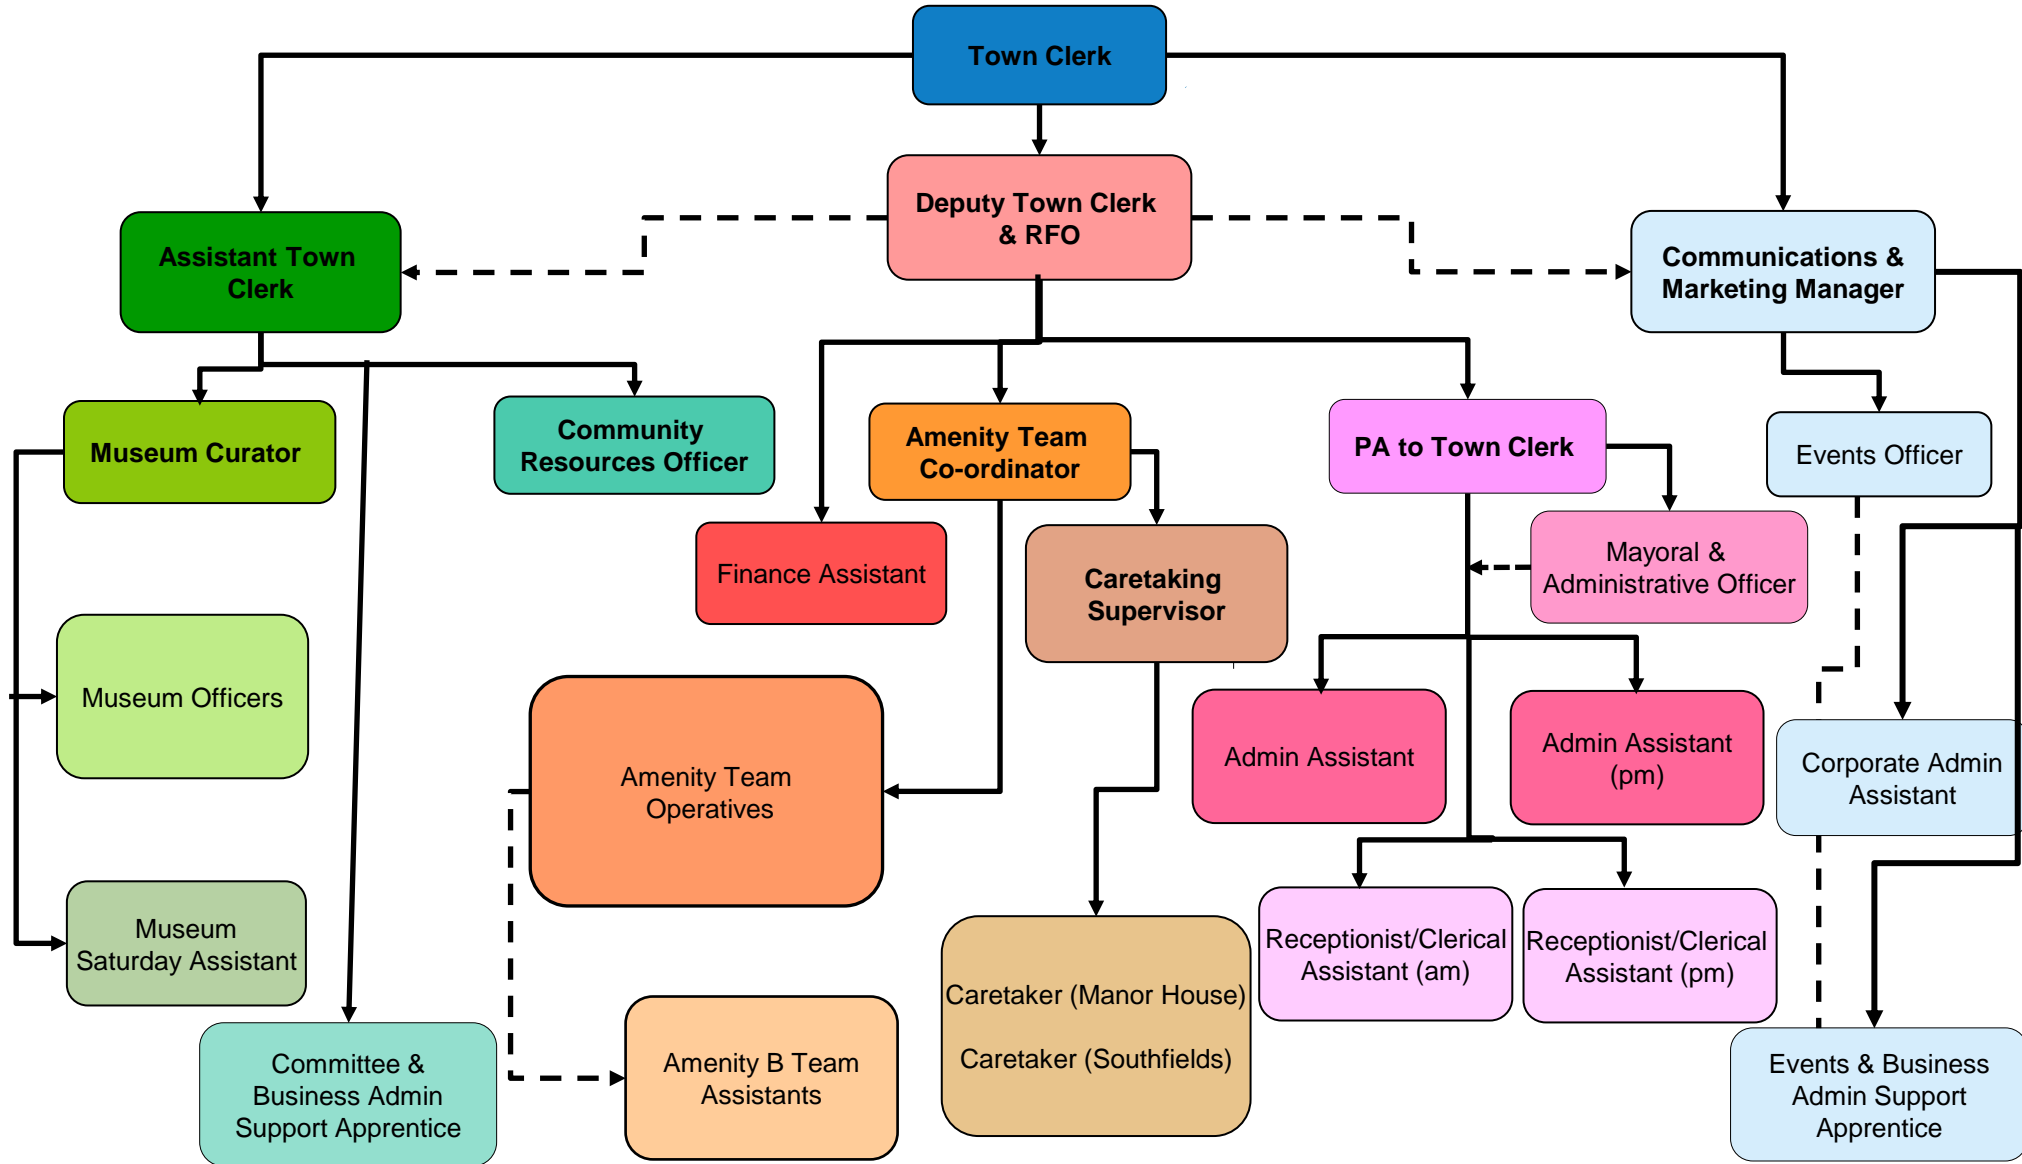 Town Clerk
Deputy Town Clerk
& RFO
Assistant Town
Clerk
Communications &
Marketing Manager
Museum Curator
Community
Resources Officer
Amenity Team
Co-ordinator
PA to Town Clerk
Events Officer
Finance Assistant
Caretaking
Supervisor
Mayoral &
Administrative Officer
Museum Officers
Amenity Team
Operatives
Admin Assistant
Admin Assistant
(pm)
Corporate Admin
Assistant
Museum
Saturday Assistant
Caretaker (Manor House)
Caretaker (Southfields)
Receptionist/Clerical
Assistant (am)
Receptionist/Clerical
Assistant (pm)
Committee &
Business Admin
Support Apprentice
Amenity B Team
Assistants
Events & Business
Admin Support
Apprentice